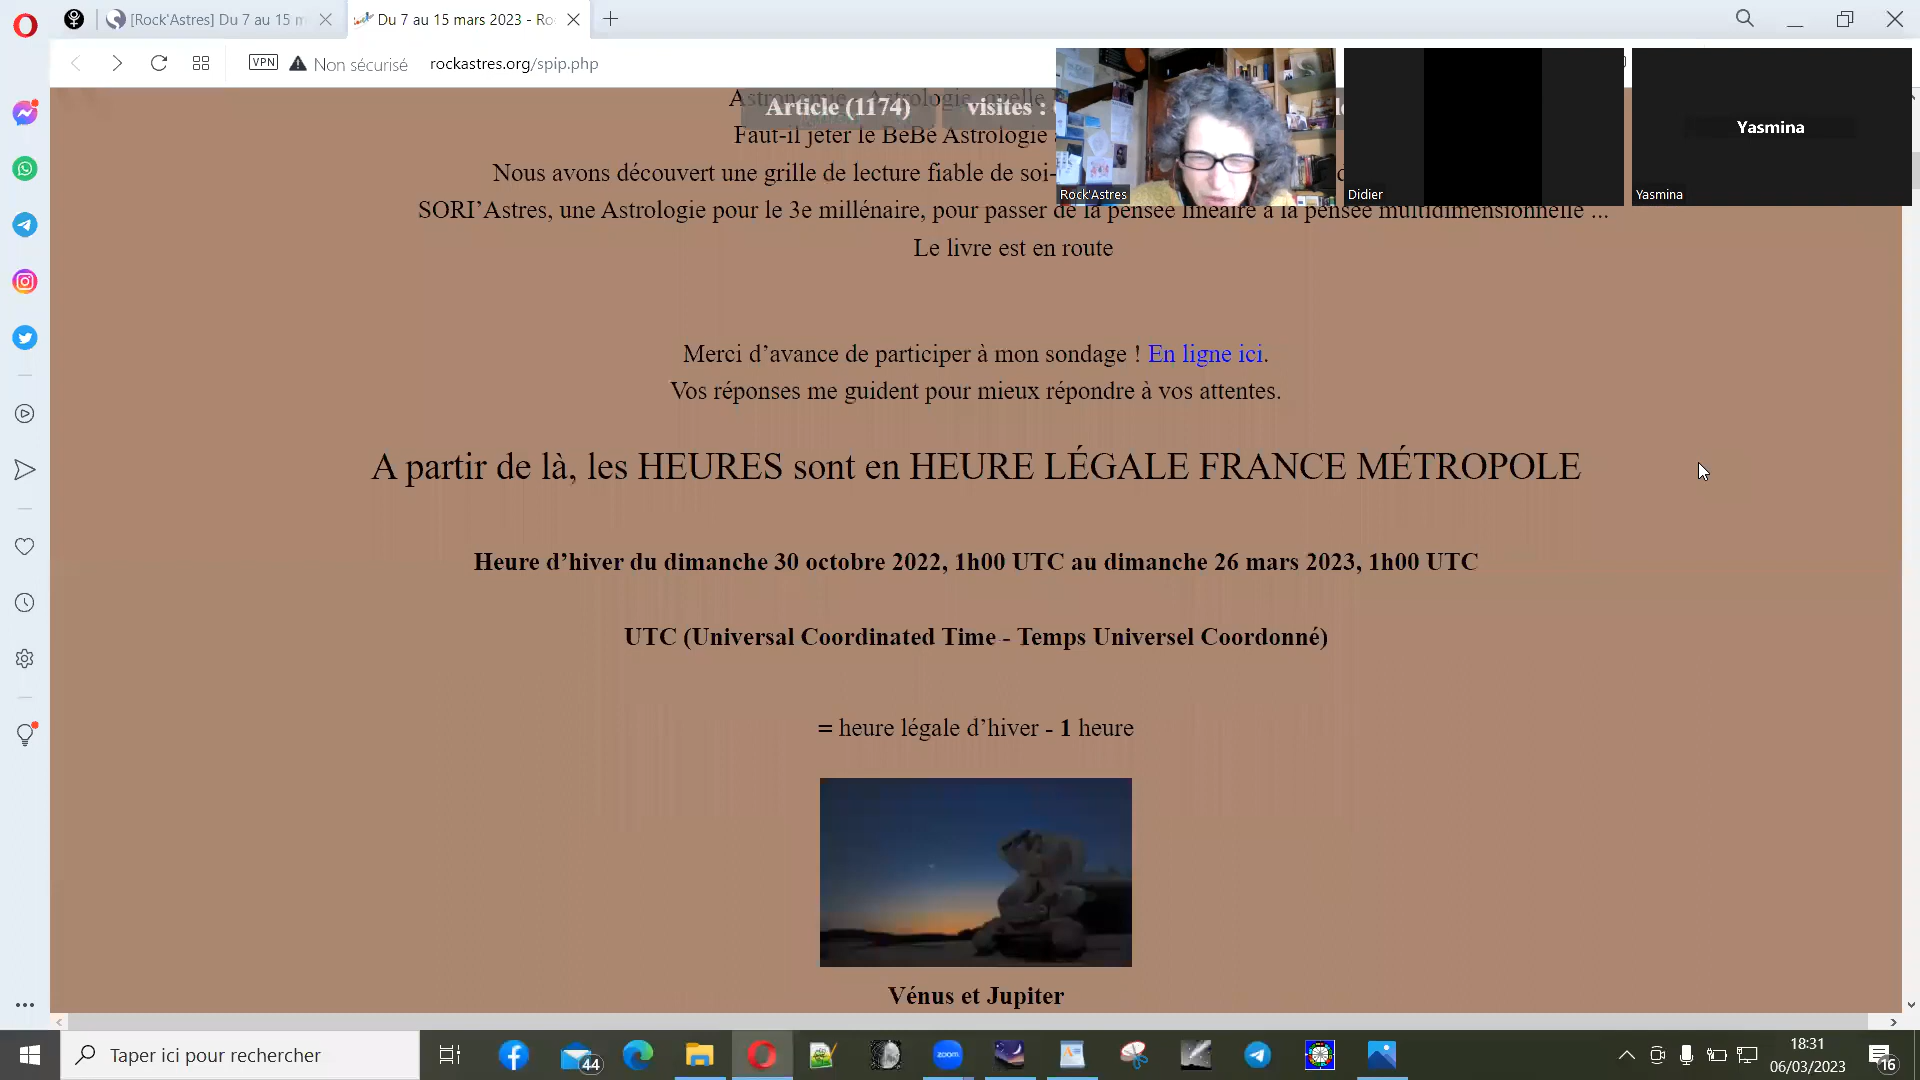 [Rock'Astres] Du 7 au 15 m
Du 7 au 15 mars 2023 - Ro
VPN
Non sécurisé
rockastres.org/spip.php
Astronomie, Astrologie, quelle
Article (1174)
visites :
Faut-il jeter le BéBé Astrologie
Nous avons découvert une grille de lecture fiable de soi-
SORI’Astres, une Astrologie pour le 3e millénaire, pour passer de la pensée linéaire à la pensée multidimensionnelle ...
Le livre est en route
Rock'Astres
Didier
Yasmina
Yasmina
Merci d’avance de participer à mon sondage ! En ligne ici.
Vos réponses me guident pour mieux répondre à vos attentes.
A partir de là, les HEURES sont en HEURE LÉGALE FRANCE MÉTROPOLE
Heure d’hiver du dimanche 30 octobre 2022, 1h00 UTC au dimanche 26 mars 2023, 1h00 UTC
UTC (Universal Coordinated Time - Temps Universel Coordonné)
= heure légale d’hiver - 1 heure
Vénus et Jupiter
Taper ici pour rechercher
44
zoom
18:31
06/03/2023
16